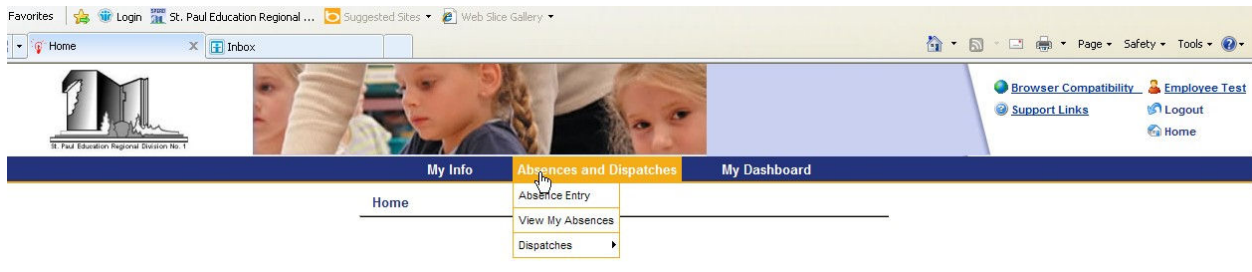 Favorites Login St. Paul Education Regional ... Suggested Sites Web Slice Gallery
Home X Inbox Page Safety Tools
St. Paul Education Regional Division No. 1
Browser Compatibility Employee Test
Support Links Logout
Home
My Info Absences and Dispatches My Dashboard
Home
Absence Entry
View My Absences
Dispatches